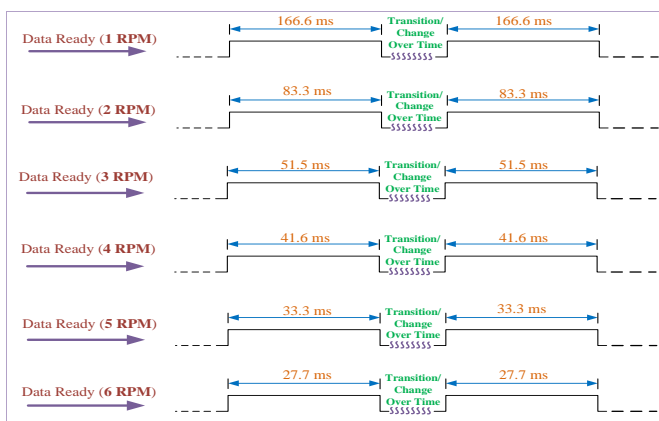 166.6 ms Transition/ 166.6 ms
Change
Over Time
Data Ready (1 RPM)
83.3 ms Transition/ 83.3 ms
Change
Over Time
Data Ready (2 RPM)
51.5 ms Transition/ 51.5 ms
Change
Over Time
Data Ready (3 RPM)
41.6 ms Transition/ 41.6 ms
Change
Over Time
Data Ready (4 RPM)
33.3 ms Transition/ 33.3 ms
Change
Over Time
Data Ready (5 RPM)
27.7 ms Transition/ 27.7 ms
Change
Over Time
Data Ready (6 RPM)